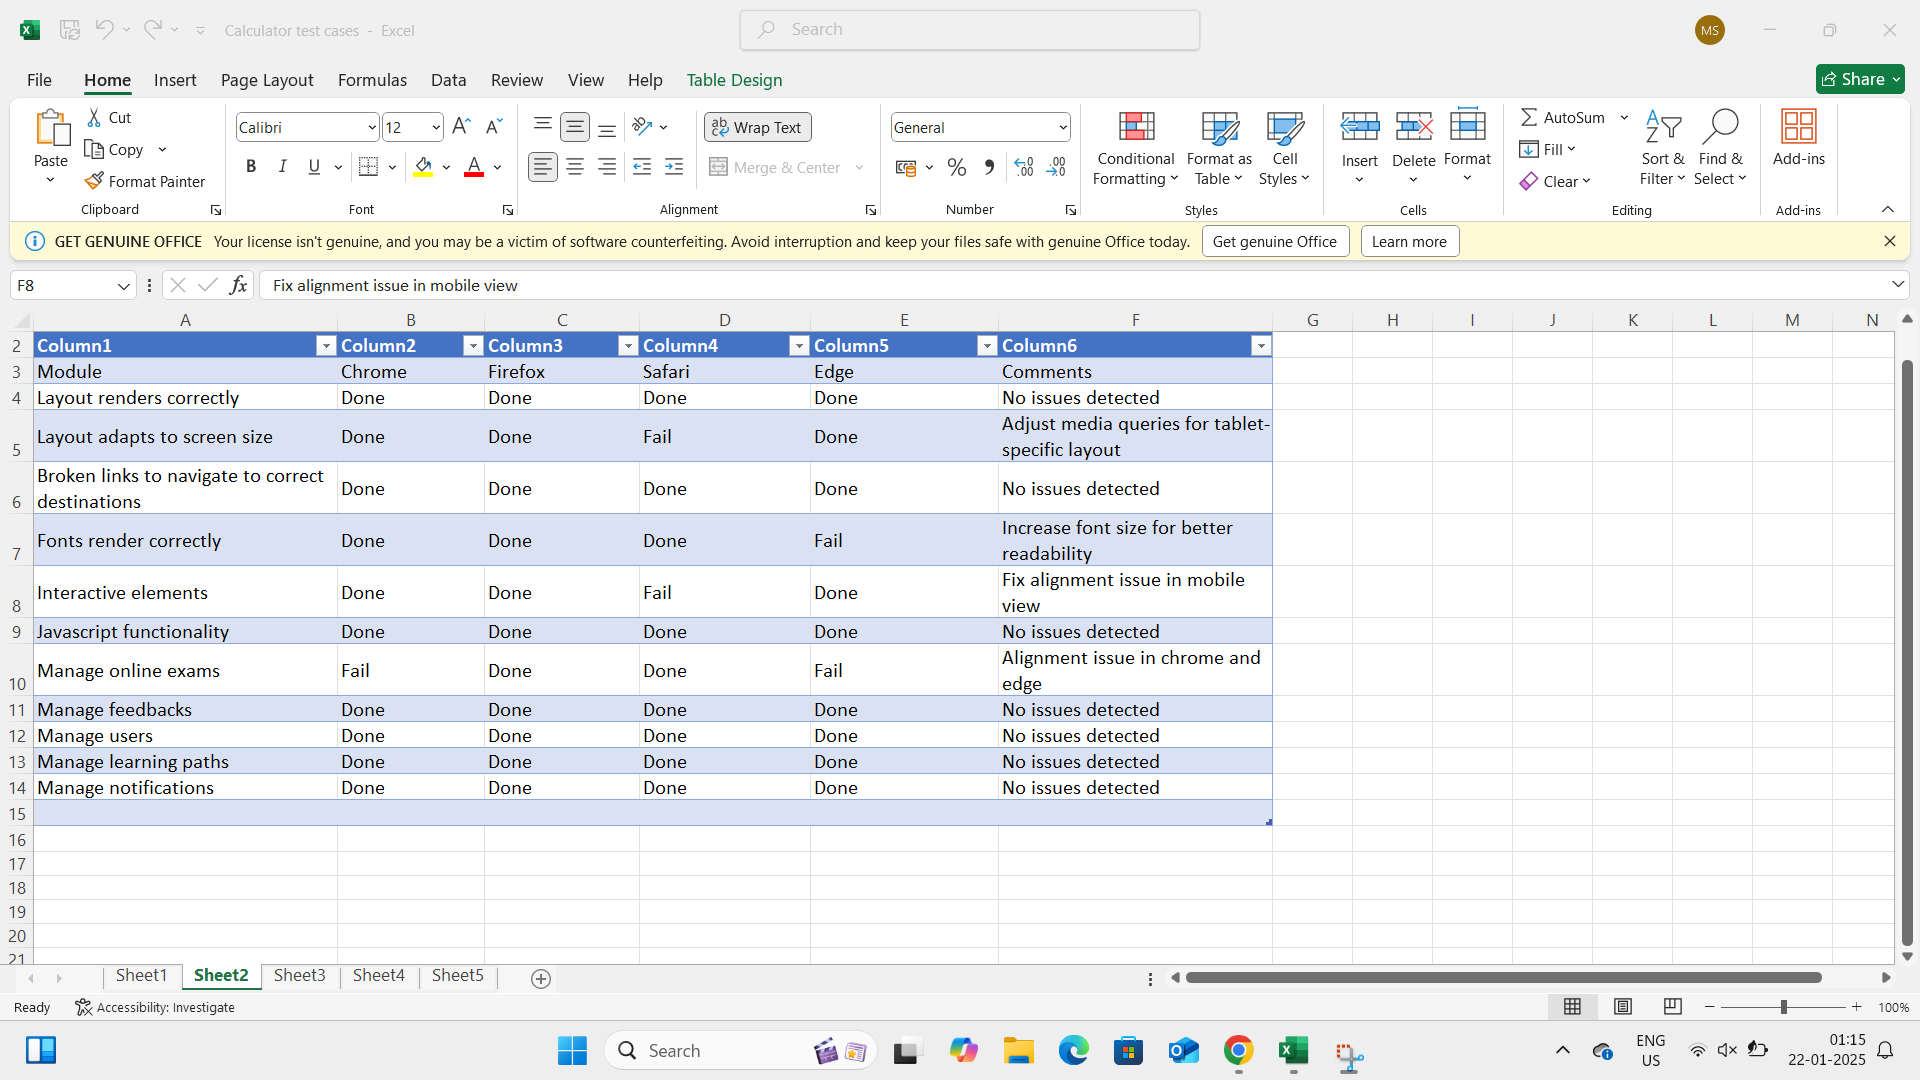 Calculator test cases - Excel
Search
MS
File Home Insert Page Layout Formulas Data Review View Help Table Design
Share
Paste
Cut
Copy
Format Painter
Clipboard
Calibri 12
B I U
Font
Wrap Text
Merge & Center
Alignment
General
Number
Conditional Formatting
Format as Table
Cell Styles
Styles
Insert
Delete
Format
Cells
AutoSum
Fill
Clear
Sort & Filter
Find & Select
Editing
Add-ins
Add-ins
GET GENUINE OFFICE Your license isn't genuine, and you may be a victim of software counterfeiting. Avoid interruption and keep your files safe with genuine Office today. Get genuine Office Learn more
F8 fx Fix alignment issue in mobile view
A B C D E F G H I J K L M N
2 Column1 Column2 Column3 Column4 Column5 Column6
3 Module Chrome Firefox Safari Edge Comments
4 Layout renders correctly Done Done Done Done No issues detected
5 Layout adapts to screen size Done Done Fail Done Adjust media queries for tablet-
specific layout
6 Broken links to navigate to correct
destinations Done Done Done Done No issues detected
7 Fonts render correctly Done Done Done Fail Increase font size for better
readability
8 Interactive elements Done Done Fail Done Fix alignment issue in mobile
view
9 Javascript functionality Done Done Done Done No issues detected
10 Manage online exams Fail Done Done Fail Alignment issue in chrome and
edge
11 Manage feedbacks Done Done Done Done No issues detected
12 Manage users Done Done Done Done No issues detected
13 Manage learning paths Done Done Done Done No issues detected
14 Manage notifications Done Done Done Done No issues detected
15
16
17
18
19
20
21
Sheet1 Sheet2 Sheet3 Sheet4 Sheet5
Ready Accessibility: Investigate 100%
Search
ENG
US
01:15
22-01-2025